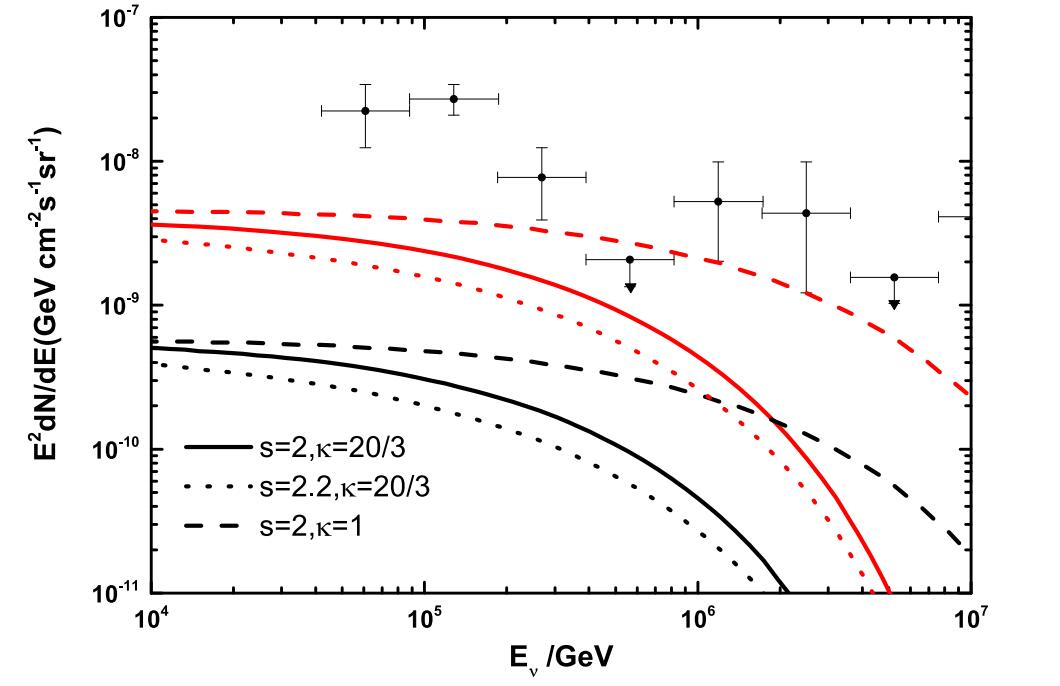 10⁻⁷
10⁻⁸
10⁻⁹
10⁻¹⁰
10⁻¹¹
E²dN/dE(GeV cm⁻²s⁻¹sr⁻¹)
s=2,κ=20/3
s=2.2,κ=20/3
s=2,κ=1
10⁴ 10⁵ 10⁶ 10⁷
Eᵥ /GeV